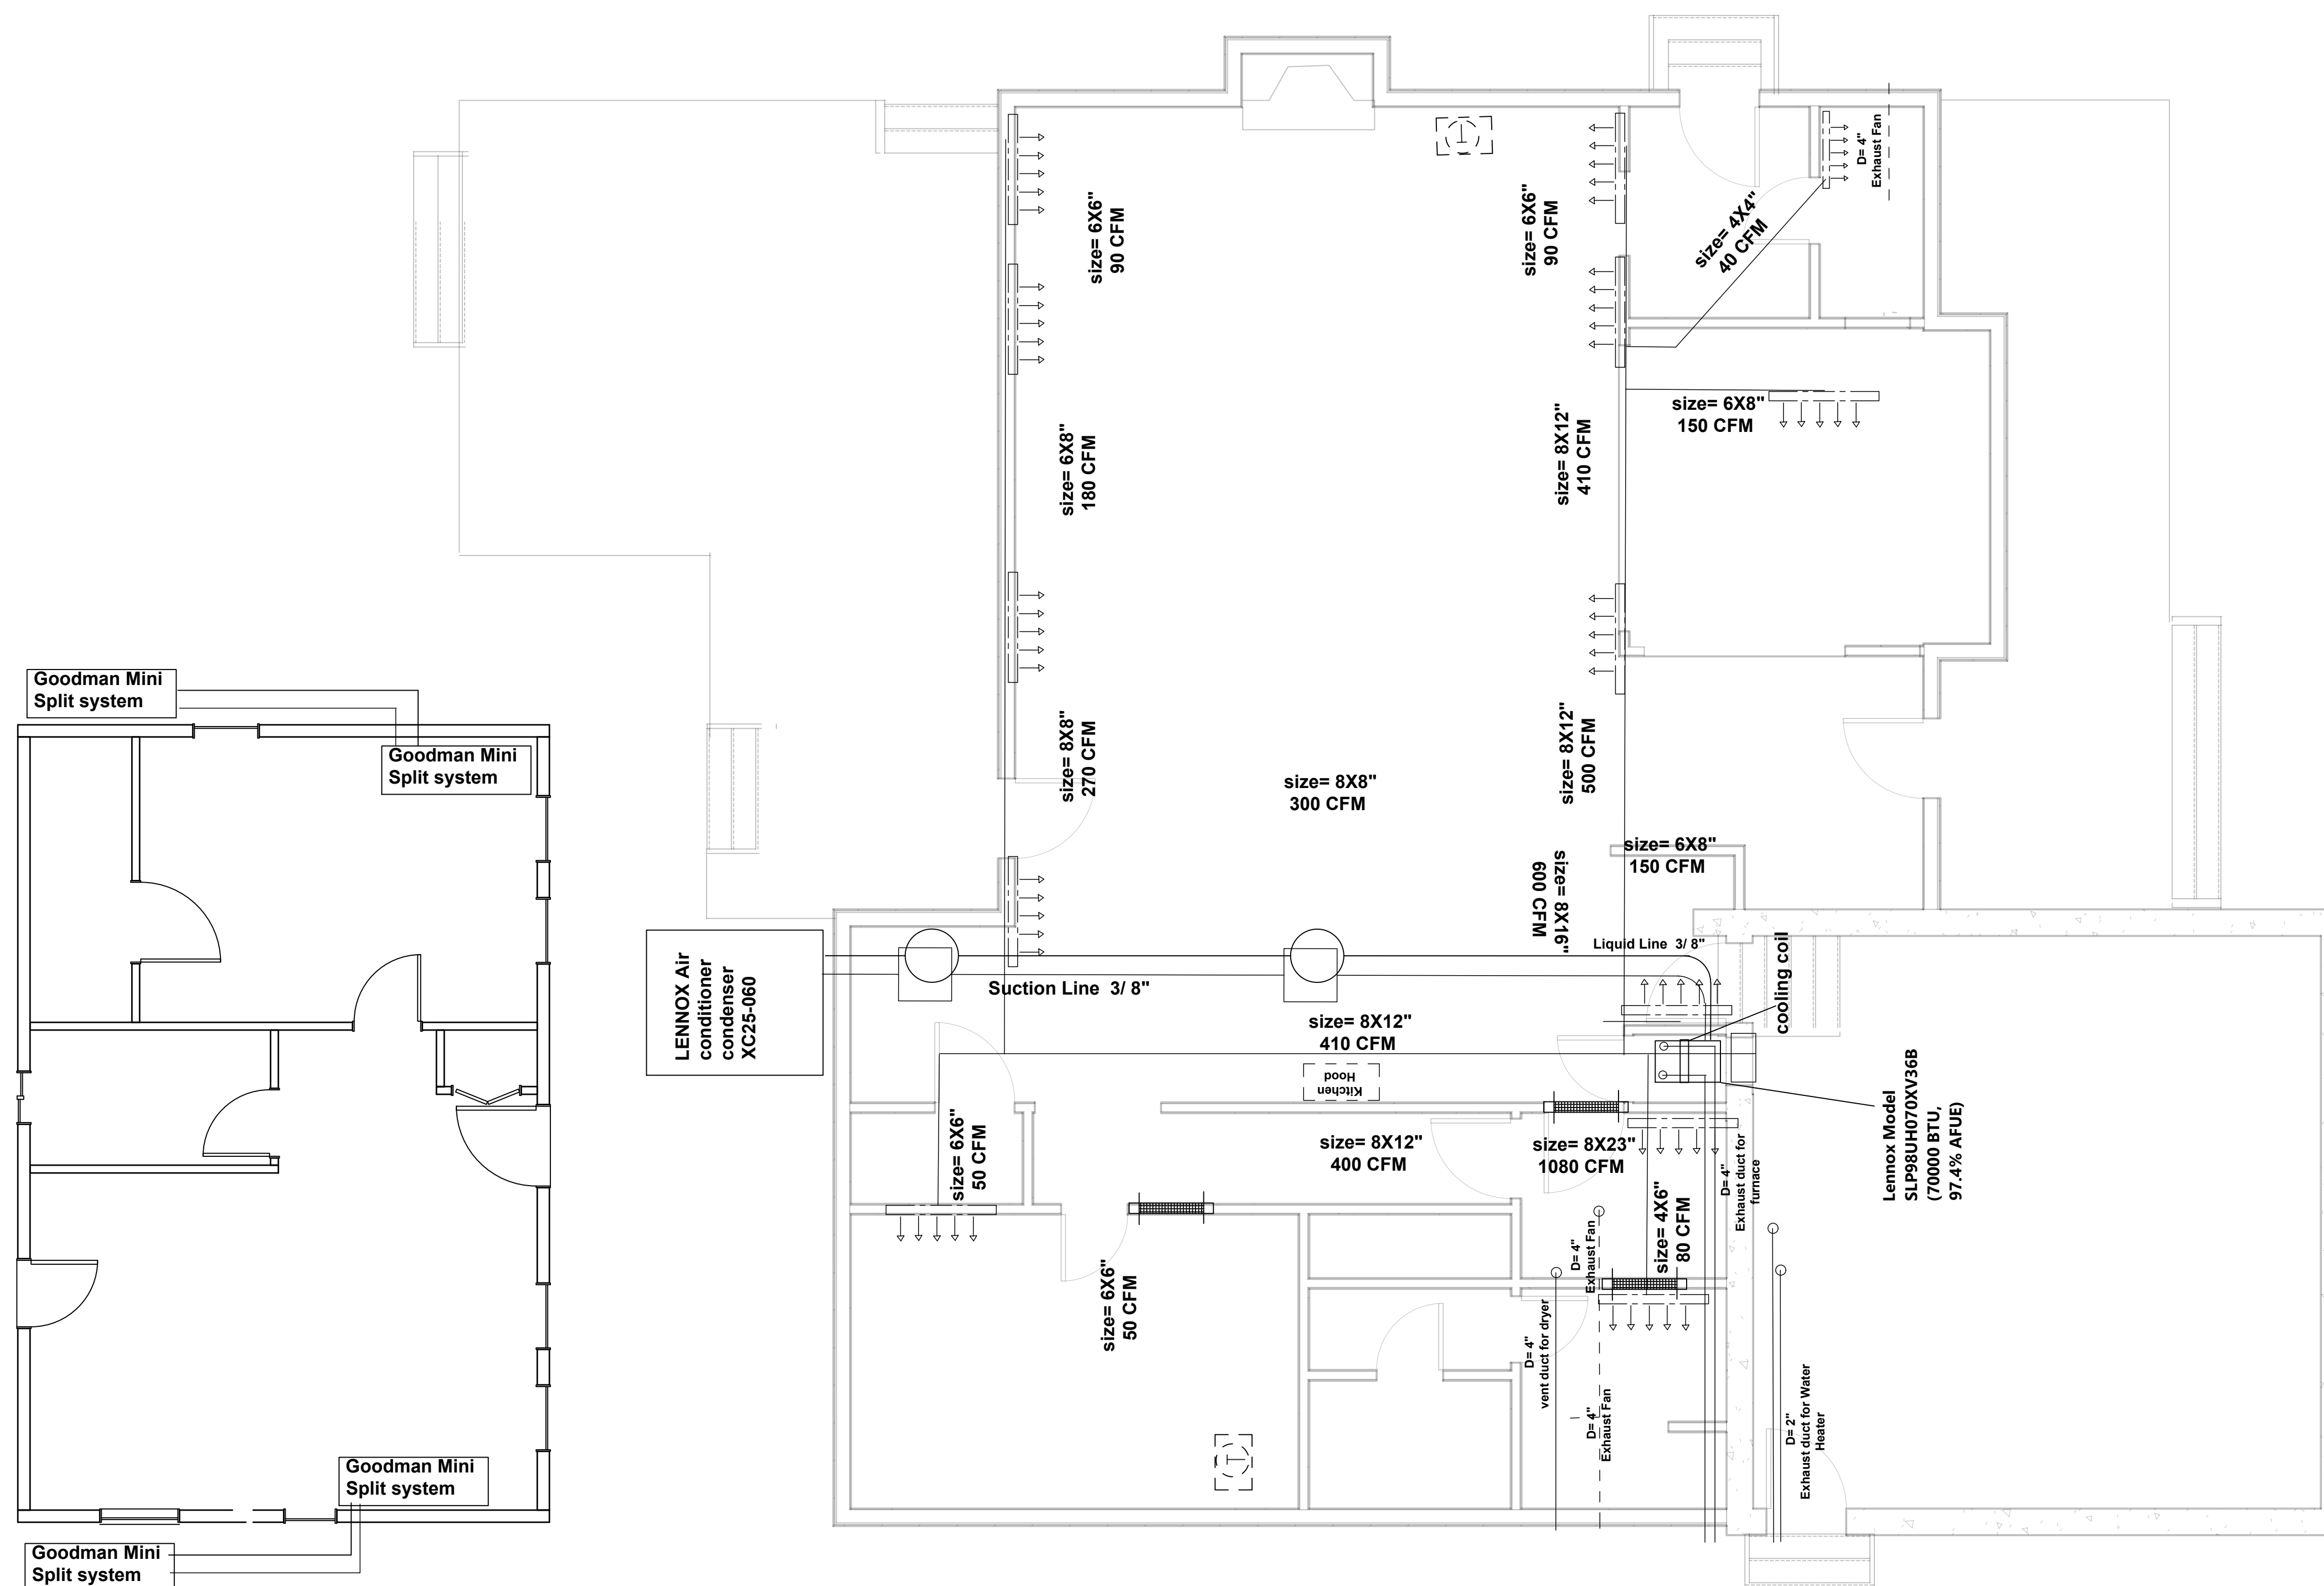 D= 4"
Exhaust Fan
size= 6X6"
90 CFM
size= 6X6"
90 CFM
size= 4X4"
40 CFM
size= 6X8"
150 CFM
size= 6X8"
180 CFM
size= 8X12"
410 CFM
Goodman Mini
Split system
Goodman Mini
Split system
size= 8X8"
270 CFM
size= 8X8"
300 CFM
size= 8X12"
500 CFM
size= 6X8"
150 CFM
size= 8X16"
600 CFM
LENNOX Air
conditioner
condenser
XC25-060
Liquid Line 3/ 8"
Suction Line 3/ 8"
cooling coil
size= 8X12"
410 CFM
Kitchen
Hood
Lennox Model
SLP98UH070XV36B
(70000 BTU,
97.4% AFUE)
size= 6X6"
50 CFM
size= 8X12"
400 CFM
size= 8X23"
1080 CFM
D= 4"
Exhaust duct for
furnace
size= 4X6"
80 CFM
D= 4"
Exhaust Fan
size= 6X6"
50 CFM
D= 4"
vent duct for dryer
D= 4"
Exhaust Fan
D= 2"
Exhaust duct for Water
Heater
T
T
Goodman Mini
Split system
Goodman Mini
Split system